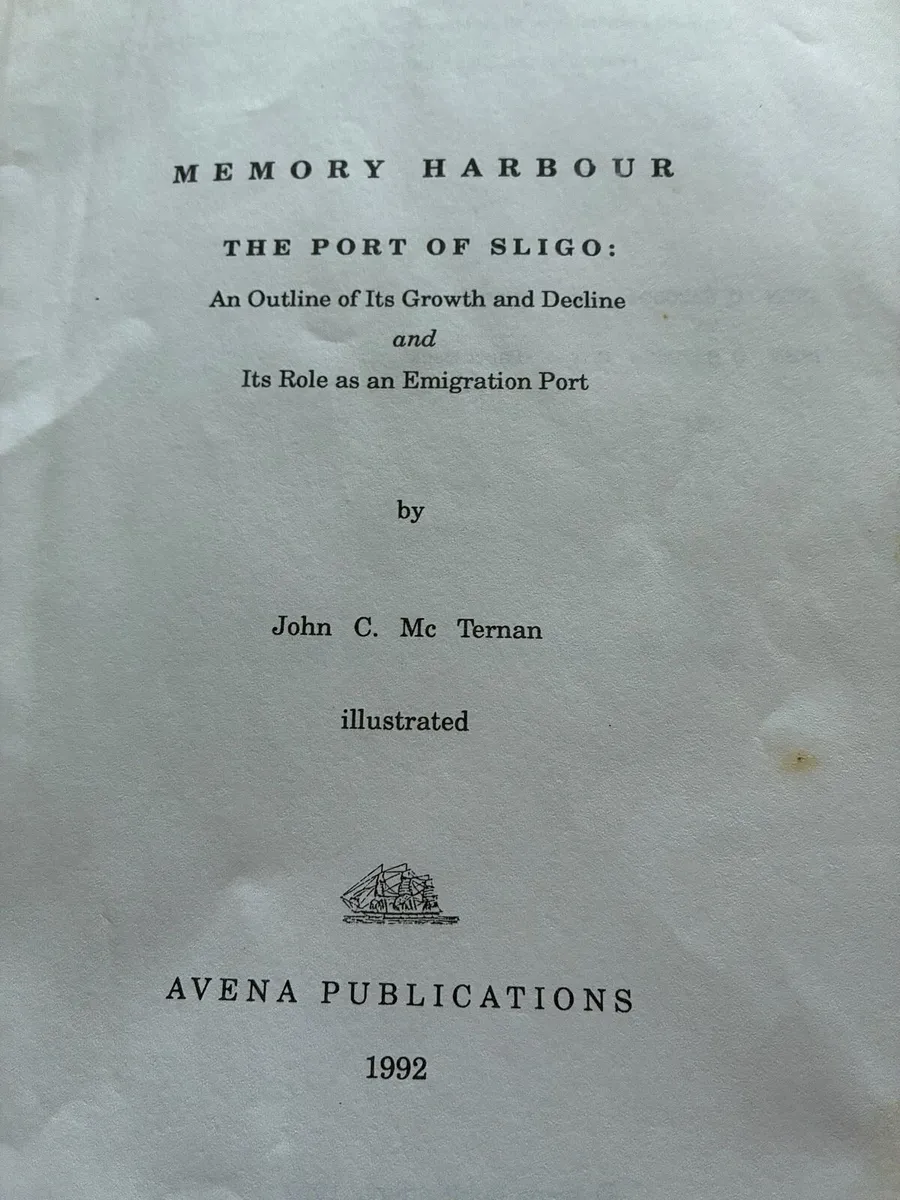 MEMORY HARBOUR
THE PORT OF SLIGO:
An Outline of Its Growth and Decline
and
Its Role as an Emigration Port
by
John C. Mc Ternan
illustrated
AVENA PUBLICATIONS
1992